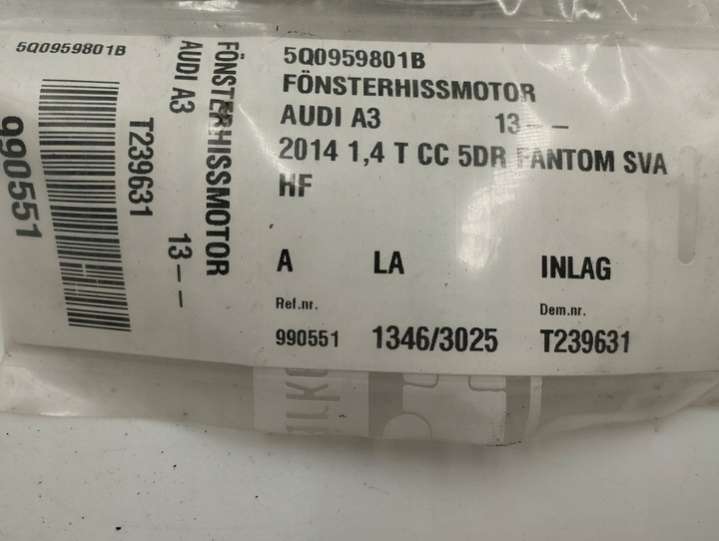 5Q0959801B
FÖNSTERHISSMOTOR
AUDI A3 13-- --
2014 1,4 T CC 5DR FANTOM SVA
HF
A LA INLAG
Ref.nr. Dem.nr.
990551 1346/3025 T239631
5Q0959801B
FÖNSTERHISSMOTOR
AUDI A3 13-- --
T239631
990551